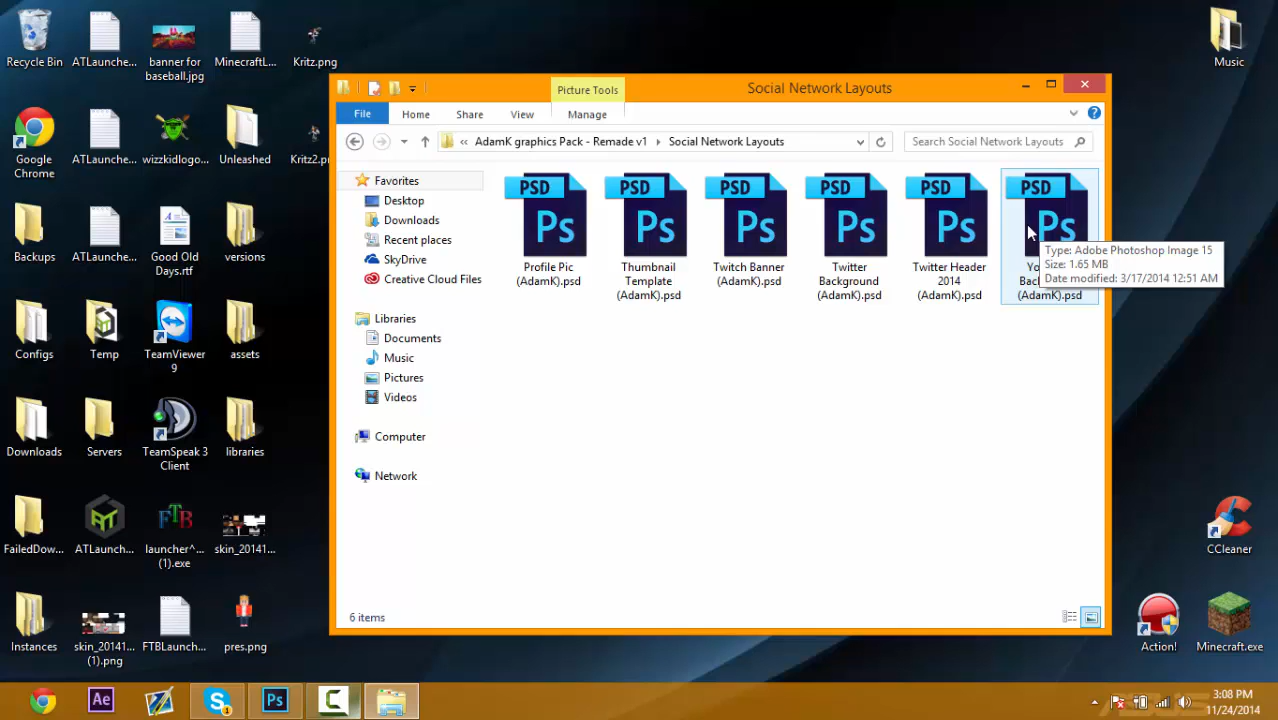 Recycle Bin
ATLaunche...
banner for
baseball.jpg
MinecraftL...
Kritz.png
Google
Chrome
ATLaunche...
wizzkidlogo...
Unleashed
Kritz2.pn
Backups
ATLaunche...
Good Old
Days.rtf
versions
Configs
Temp
TeamViewer
9
assets
Downloads
Servers
TeamSpeak 3
Client
libraries
FailedDow...
ATLaunch...
FTB
launcher^...
(1).exe
skin_20141...
Instances
skin_20141...
(1).png
FTBLaunch...
pres.png
Picture Tools
Social Network Layouts
File
Home
Share
View
Manage
« AdamK graphics Pack - Remade v1
Social Network Layouts
Search Social Network Layouts
Favorites
Desktop
Downloads
Recent places
SkyDrive
Creative Cloud Files
Libraries
Documents
Music
Pictures
Videos
Computer
Network
PSD
Ps
Profile Pic
(AdamK).psd
PSD
Ps
Thumbnail
Template
(AdamK).psd
PSD
Ps
Twitch Banner
(AdamK).psd
PSD
Ps
Twitter
Background
(AdamK).psd
PSD
Ps
Twitter Header
2014
(AdamK).psd
PSD
Ps
Yo
Back
(AdamK).psd
Type: Adobe Photoshop Image 15
Size: 1.65 MB
Date modified: 3/17/2014 12:51 AM
6 items
Music
CCleaner
Action!
Minecraft.exe
Ae
S
1
Ps
C
3:08 PM
11/24/2014